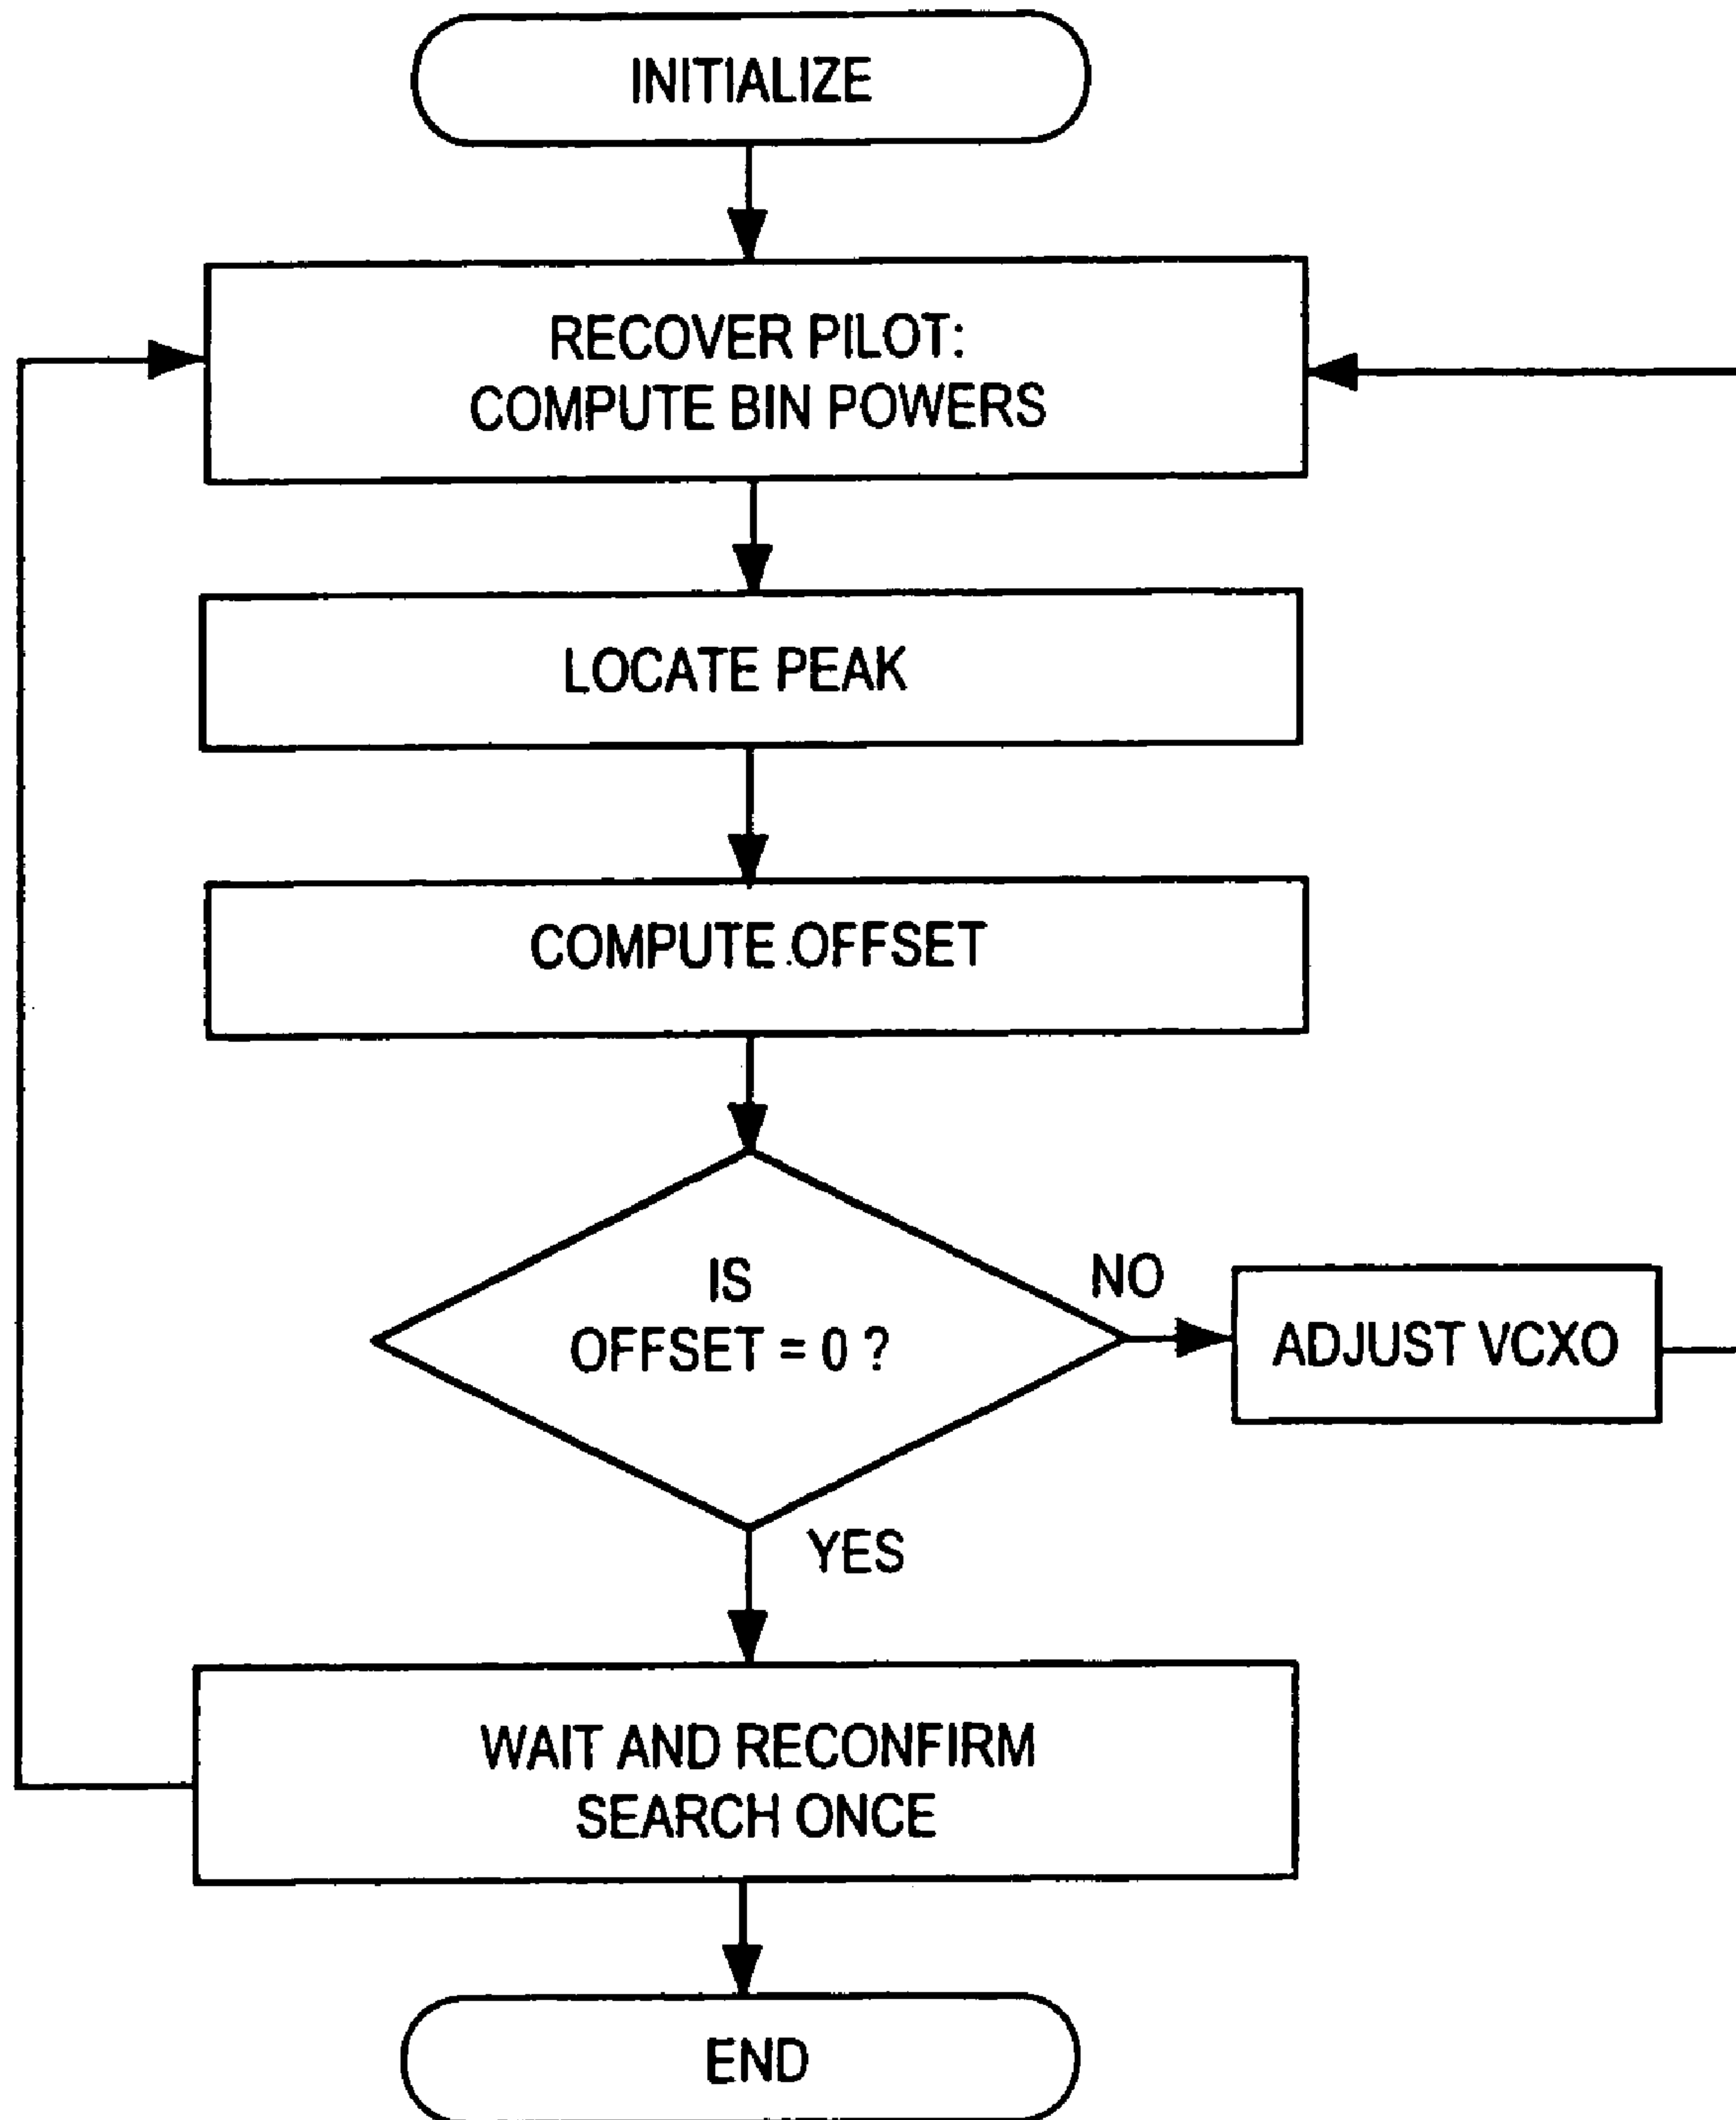 INITIALIZE
RECOVER PILOT:
COMPUTE BIN POWERS
LOCATE PEAK
COMPUTE OFFSET
IS
OFFSET = 0 ?
NO
ADJUST VCXO
YES
WAIT AND RECONFIRM
SEARCH ONCE
END